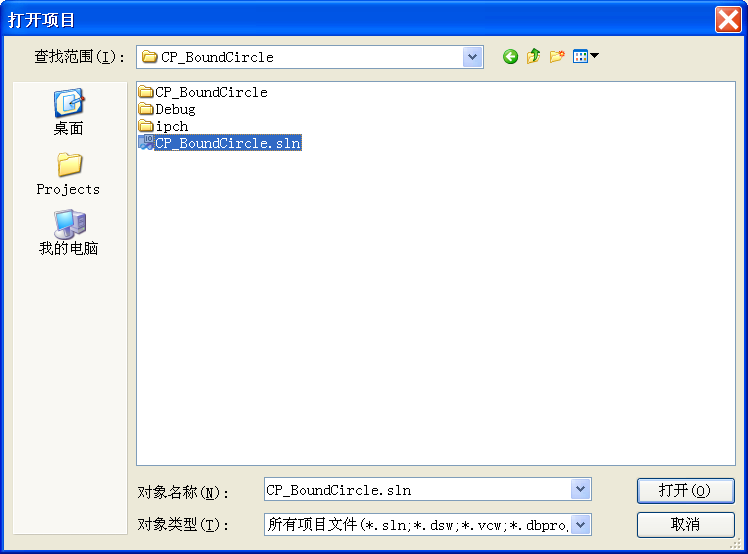 打开项目
查找范围(I):
CP_BoundCircle
桌面
Projects
我的电脑
CP_BoundCircle
Debug
ipch
CP_BoundCircle.sln
对象名称(N):
CP_BoundCircle.sln
打开(O)
对象类型(T):
所有项目文件(*.sln;*.dsw;*.vcw;*.dbpro.
取消